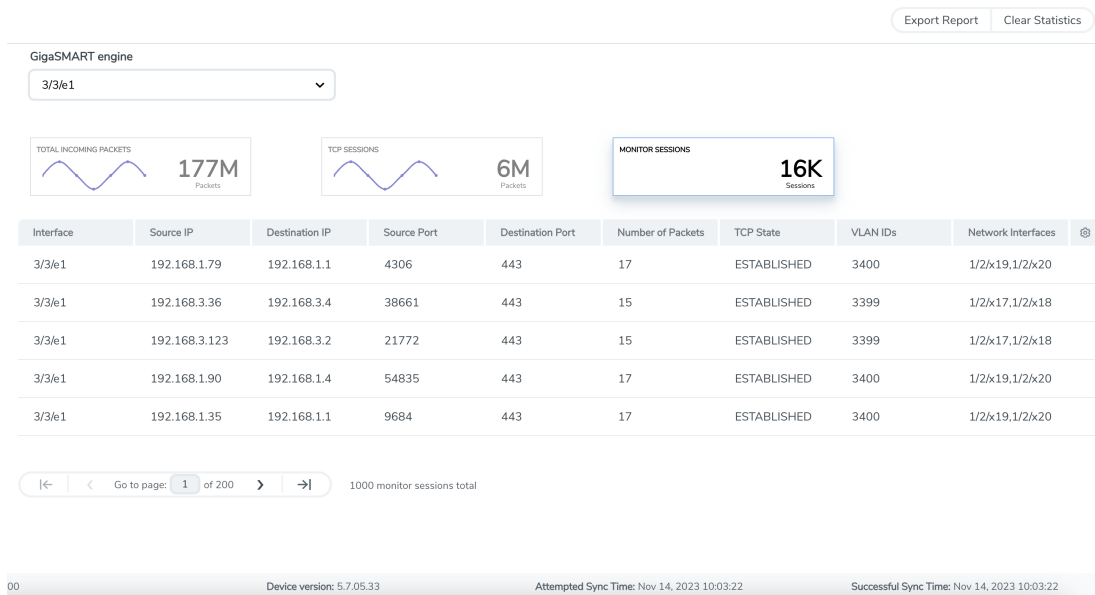 Export Report Clear Statistics
GigaSMART engine
3/3/e1
TOTAL INCOMING PACKETS
177M
Packets
TCP SESSIONS
6M
Packets
MONITOR SESSIONS
16K
Sessions
Interface Source IP Destination IP Source Port Destination Port Number of Packets TCP State VLAN IDs Network Interfaces
3/3/e1 192.168.1.79 192.168.1.1 4306 443 17 ESTABLISHED 3400 1/2/x19,1/2/x20
3/3/e1 192.168.3.36 192.168.3.4 38661 443 15 ESTABLISHED 3399 1/2/x17,1/2/x18
3/3/e1 192.168.3.123 192.168.3.2 21772 443 15 ESTABLISHED 3399 1/2/x17,1/2/x18
3/3/e1 192.168.1.90 192.168.1.4 54835 443 17 ESTABLISHED 3400 1/2/x19,1/2/x20
3/3/e1 192.168.1.35 192.168.1.1 9684 443 17 ESTABLISHED 3400 1/2/x19,1/2/x20
Go to page: 1 of 200 1000 monitor sessions total
00 Device version: 5.7.05.33 Attempted Sync Time: Nov 14, 2023 10:03:22 Successful Sync Time: Nov 14, 2023 10:03:22